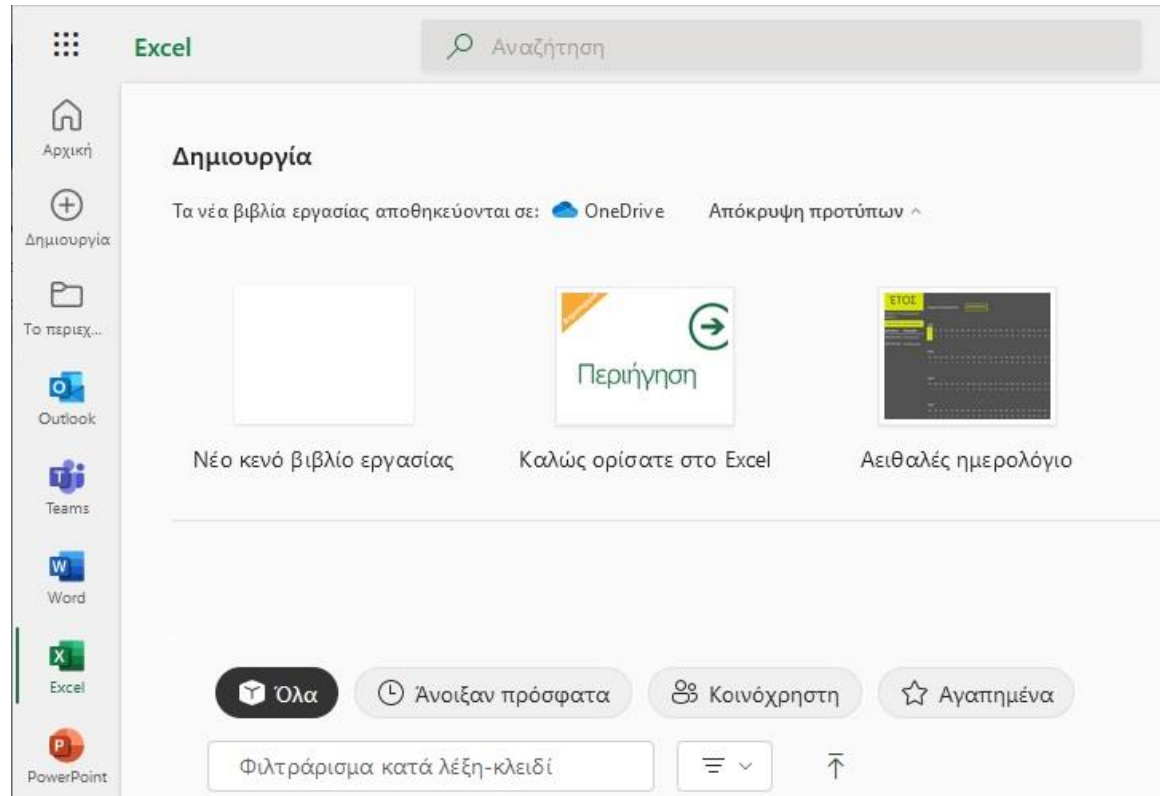 Excel
Αναζήτηση
Αρχική
Δημιουργία
Το περιεχ...
Outlook
Teams
Word
Excel
PowerPoint
Δημιουργία
Τα νέα βιβλία εργασίας αποθηκεύονται σε: OneDrive Απόκρυψη προτύπων
Περιήγηση
ΈΤΟΣ
Νέο κενό βιβλίο εργασίας Καλώς ορίσατε στο Excel Αειθαλές ημερολόγιο
Όλα Άνοιξαν πρόσφατα Κοινόχρηστη Αγαπημένα
Φιλτράρισμα κατά λέξη-κλειδί